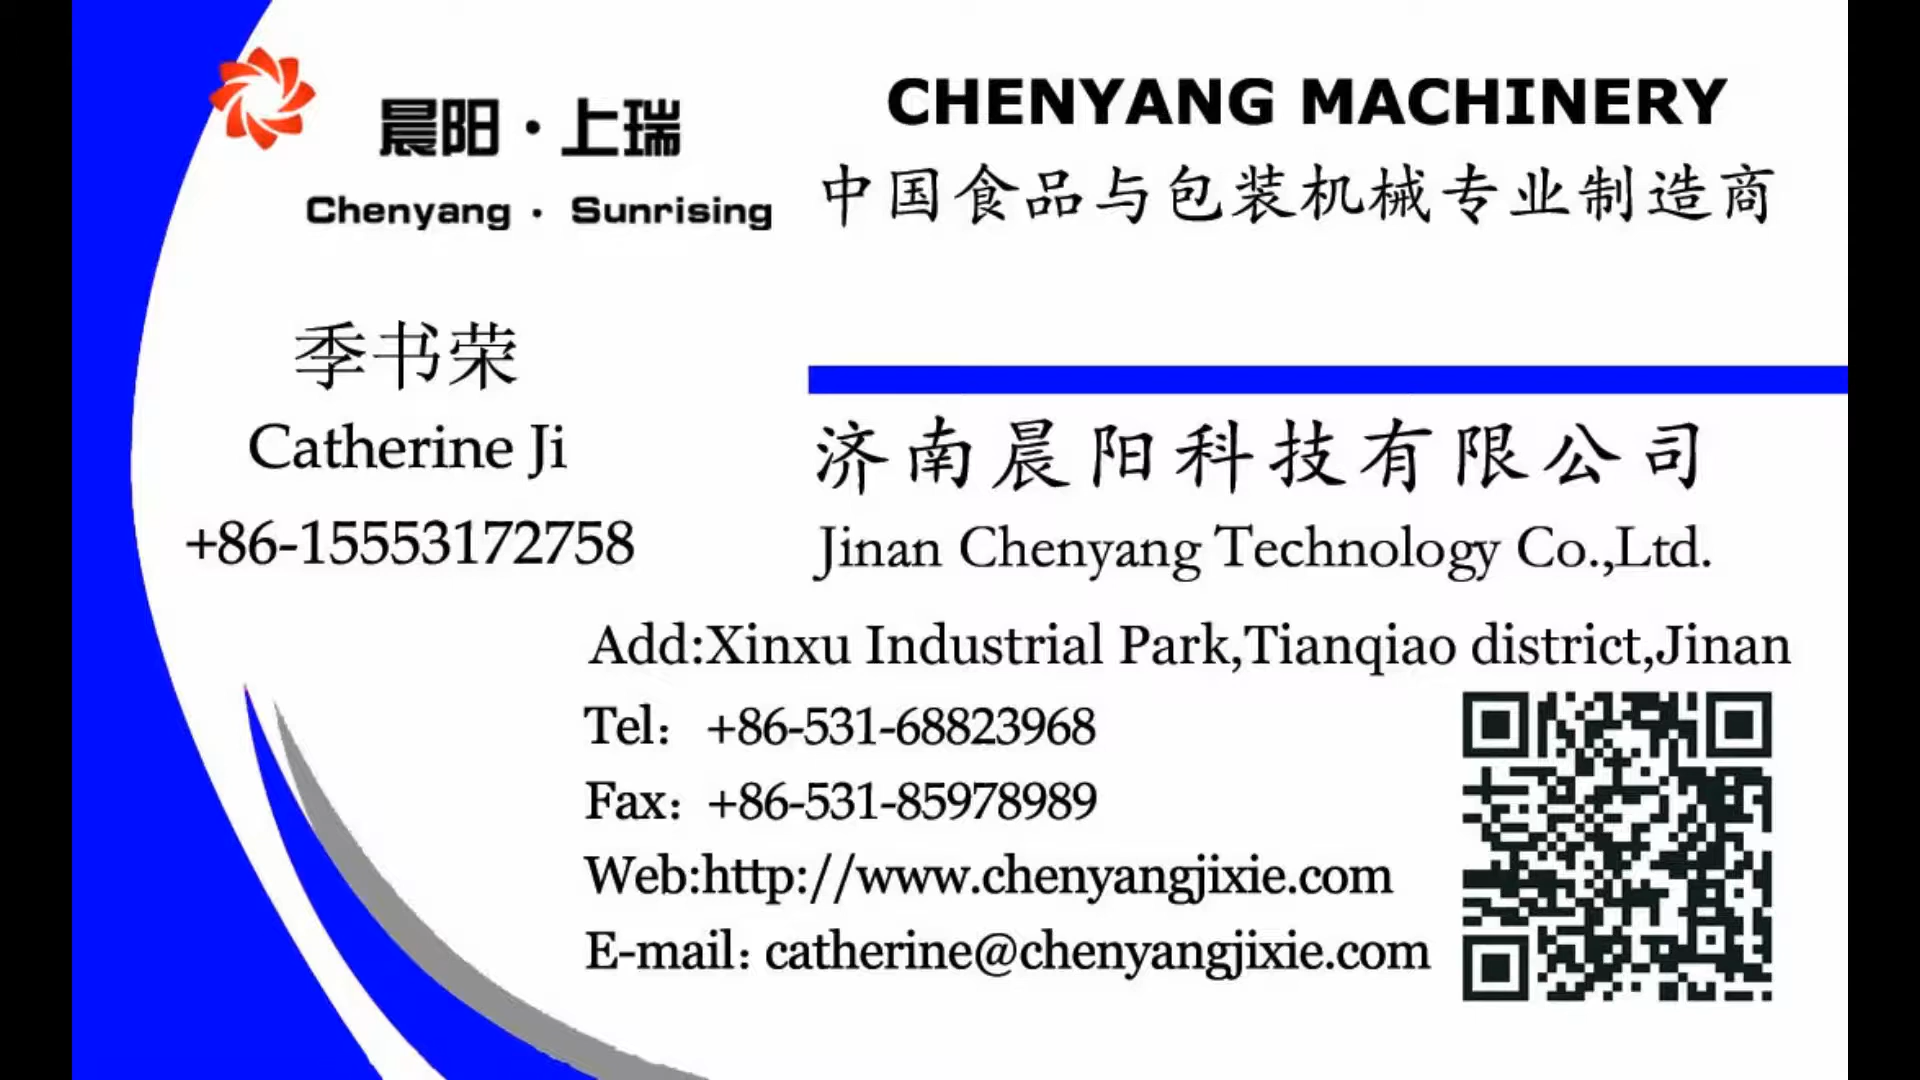 晨阳·上瑞
Chenyang · Sunrising
CHENYANG MACHINERY
中国食品与包装机械专业制造商
季书荣
Catherine Ji
+86-15553172758
济南晨阳科技有限公司
Jinan Chenyang Technology Co.,Ltd.
Add:Xinxu Industrial Park,Tianqiao district,Jinan
Tel：+86-531-68823968
Fax：+86-531-85978989
Web:http://www.chenyangjixie.com
E-mail：catherine@chenyangjixie.com